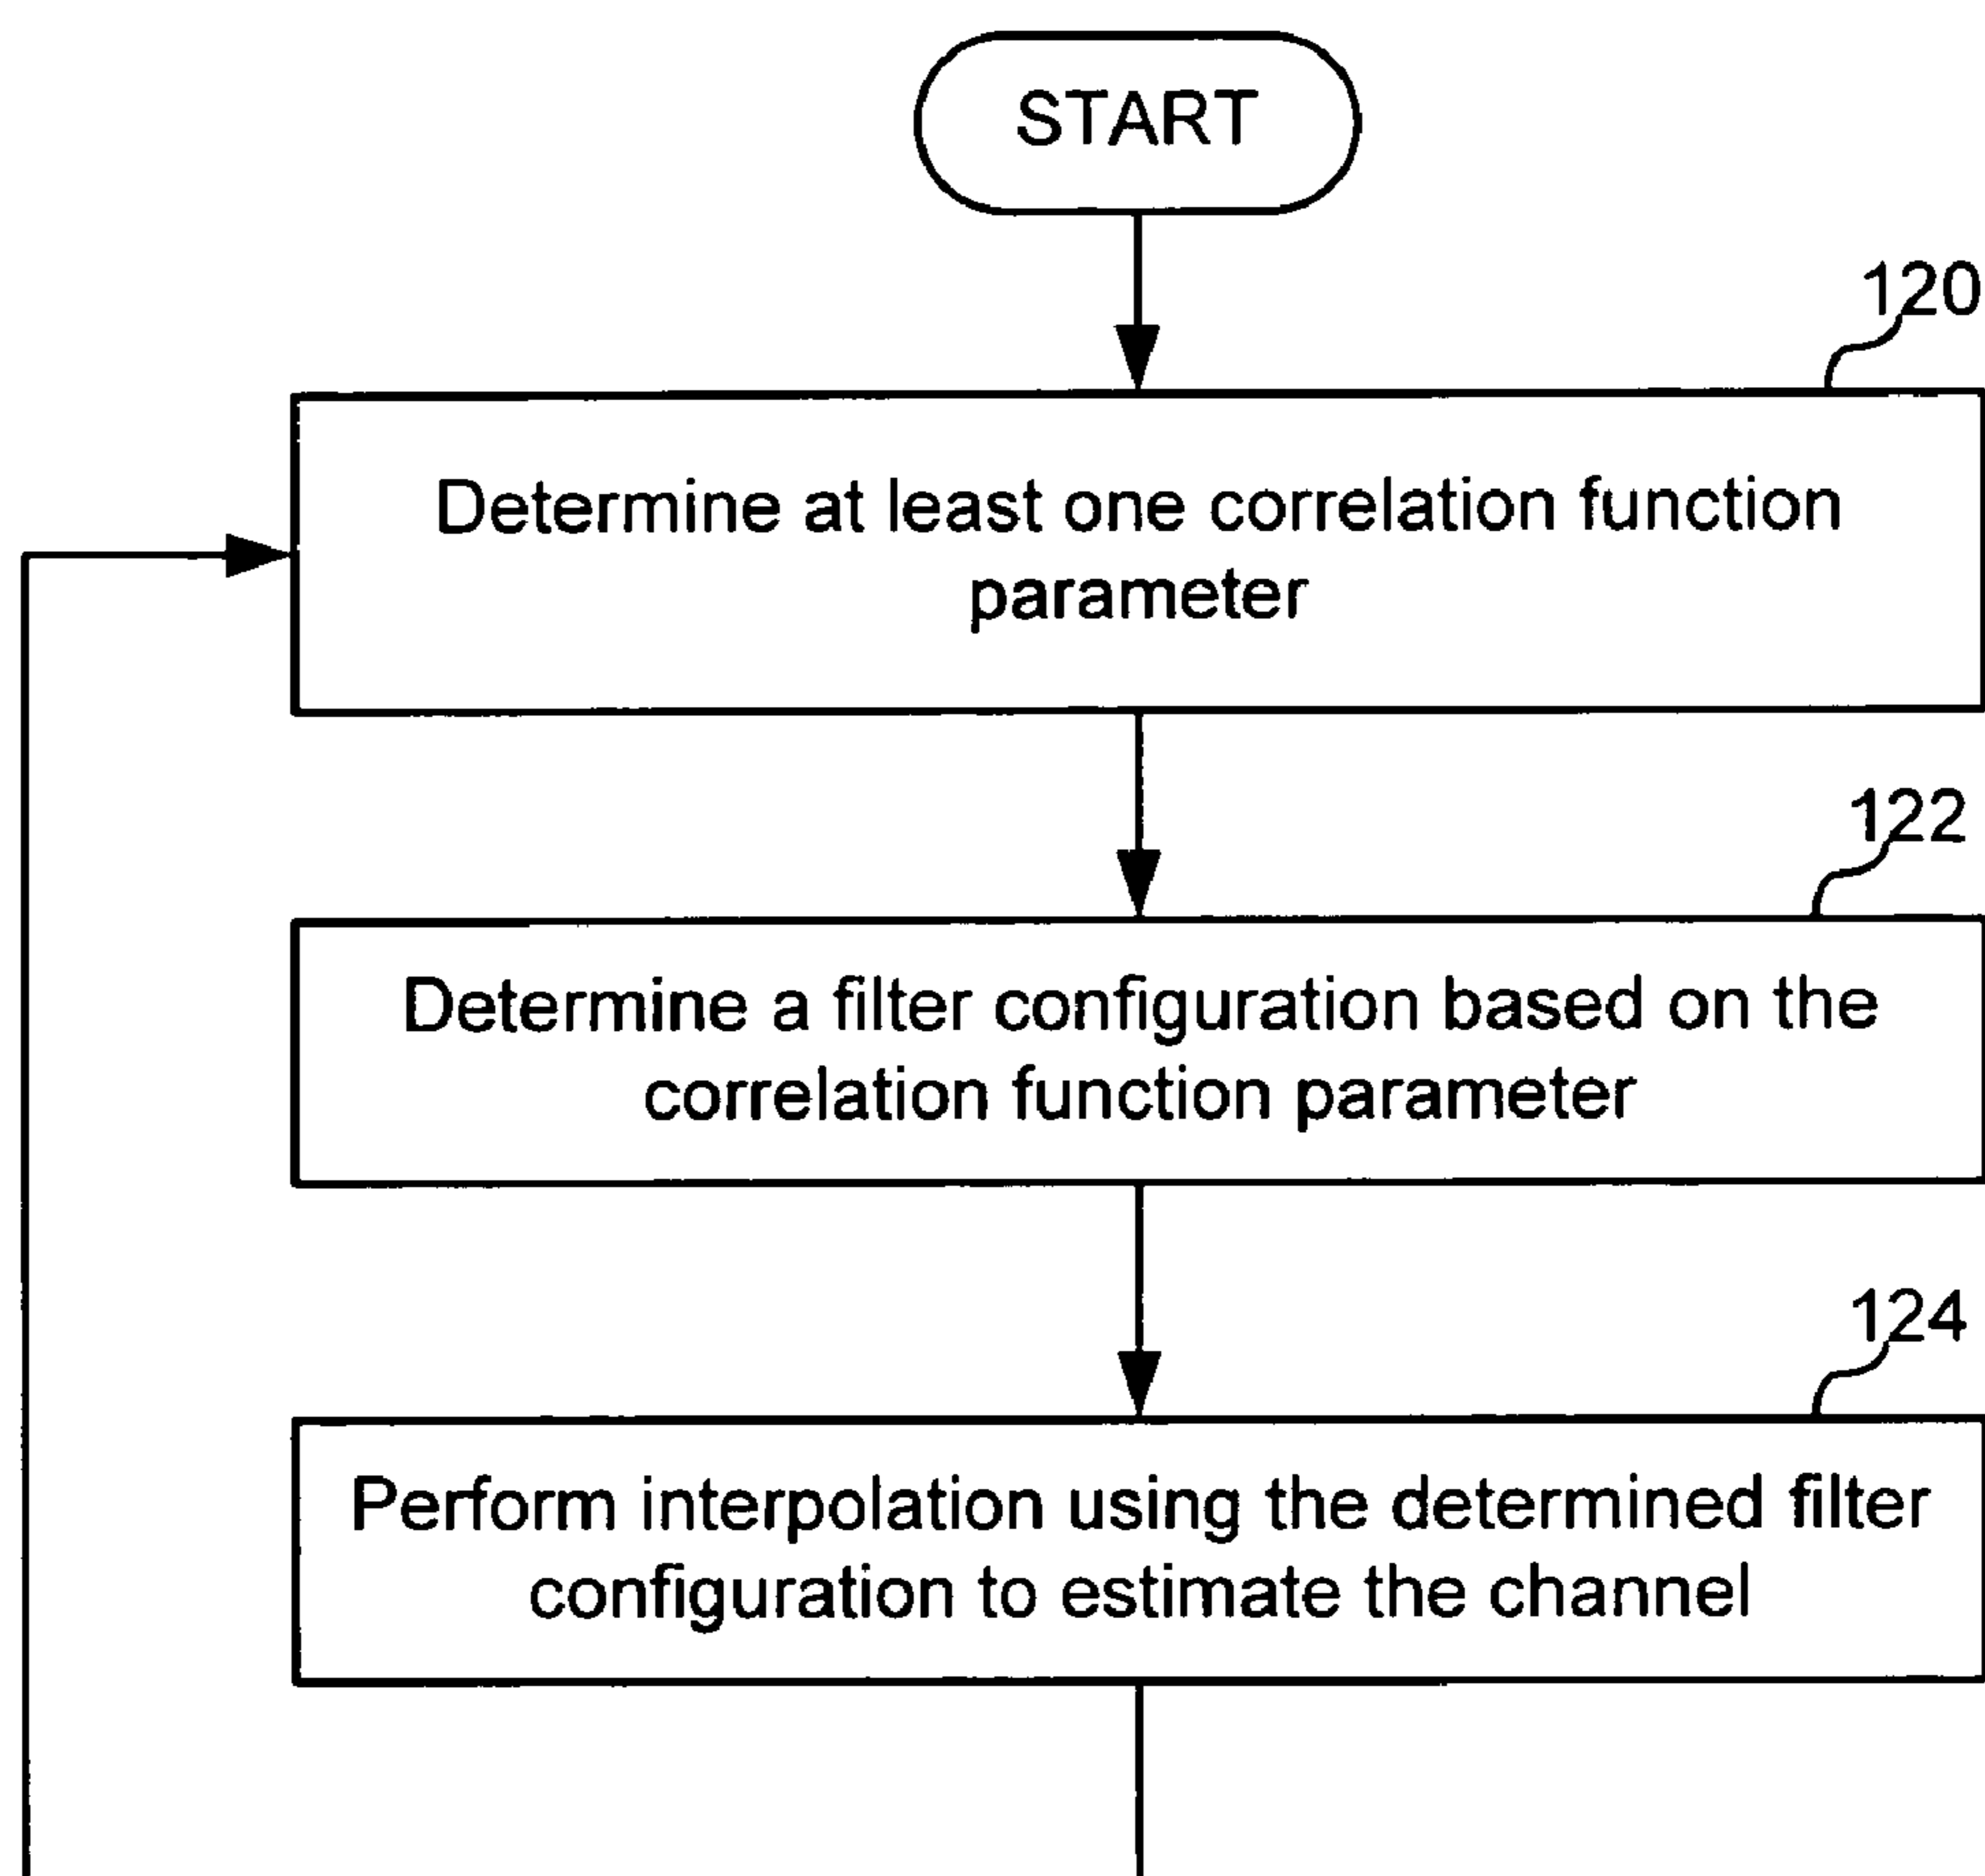 START
120
Determine at least one correlation function
parameter
122
Determine a filter configuration based on the
correlation function parameter
124
Perform interpolation using the determined filter
configuration to estimate the channel